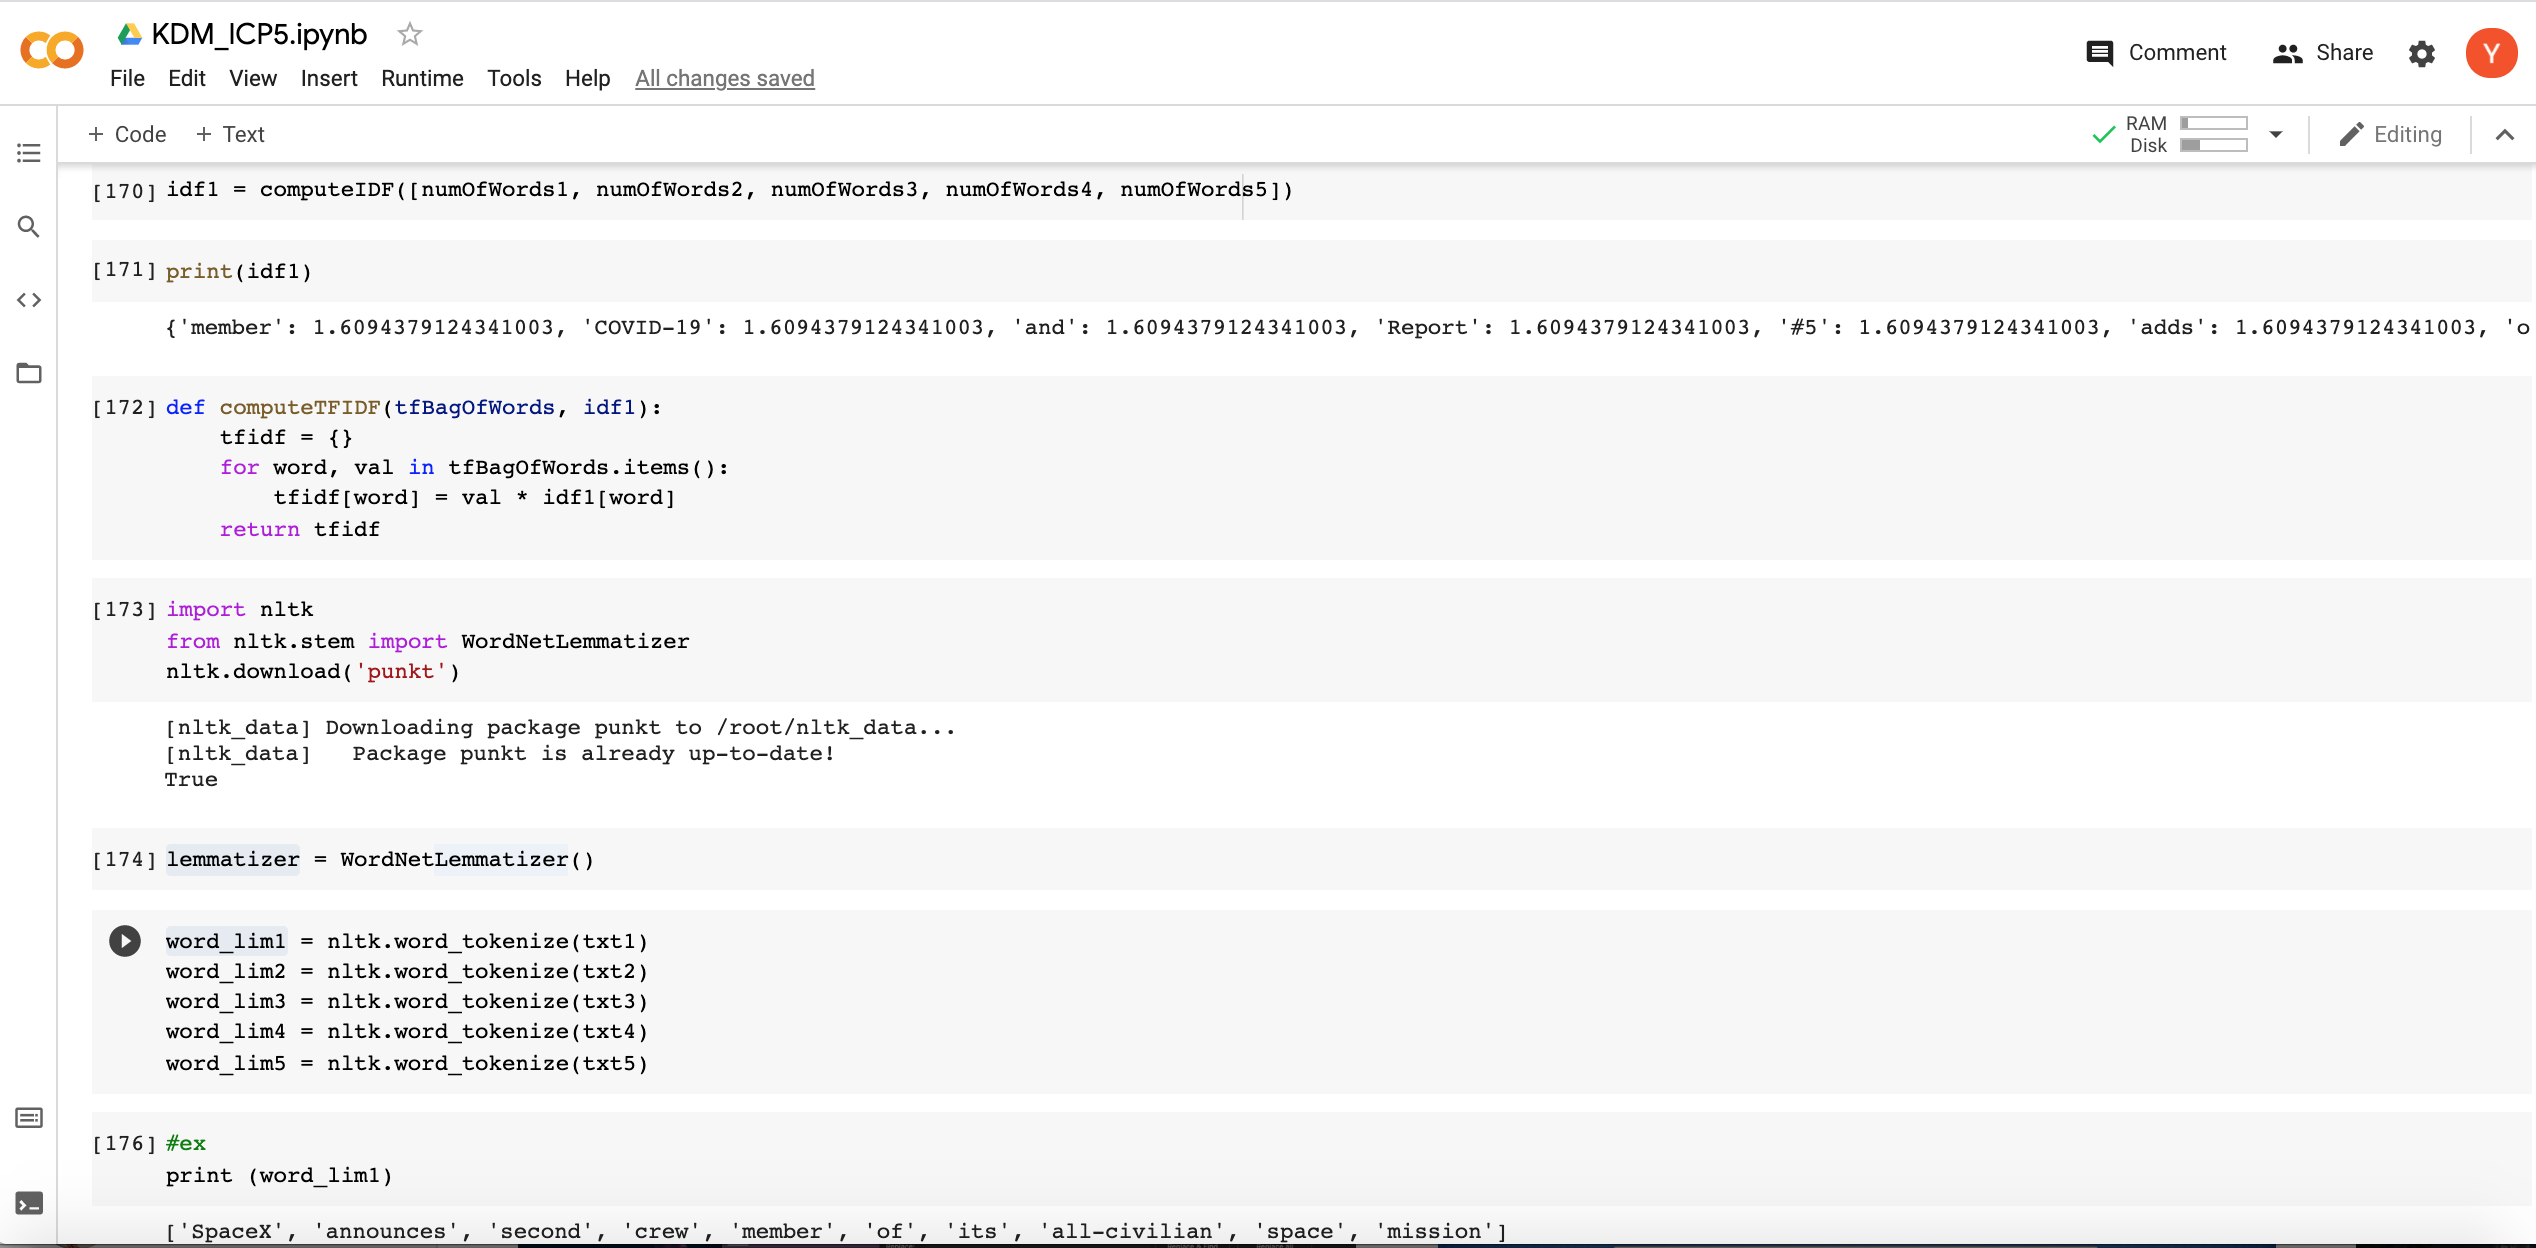 KDM_ICP5.ipynb
File Edit View Insert Runtime Tools Help All changes saved
Comment Share Y
+ Code + Text
RAM
Disk
Editing
[170] idf1 = computeIDF([numOfWords1, numOfWords2, numOfWords3, numOfWords4, numOfWords5])
[171] print(idf1)
{'member': 1.6094379124341003, 'COVID-19': 1.6094379124341003, 'and': 1.6094379124341003, 'Report': 1.6094379124341003, '#5': 1.6094379124341003, 'adds': 1.6094379124341003, 'o
[172] def computeTFIDF(tfBagOfWords, idf1):
tfidf = {}
for word, val in tfBagOfWords.items():
tfidf[word] = val * idf1[word]
return tfidf
[173] import nltk
from nltk.stem import WordNetLemmatizer
nltk.download('punkt')
[nltk_data] Downloading package punkt to /root/nltk_data...
[nltk_data]   Package punkt is already up-to-date!
True
[174] lemmatizer = WordNetLemmatizer()
word_lim1 = nltk.word_tokenize(txt1)
word_lim2 = nltk.word_tokenize(txt2)
word_lim3 = nltk.word_tokenize(txt3)
word_lim4 = nltk.word_tokenize(txt4)
word_lim5 = nltk.word_tokenize(txt5)
[176] #ex
print (word_lim1)
['SpaceX', 'announces', 'second', 'crew', 'member', 'of', 'its', 'all-civilian', 'space', 'mission']